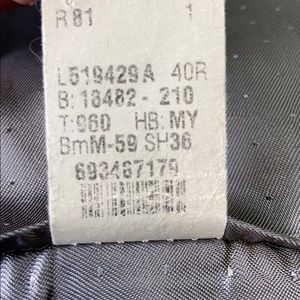 R81 1
L519429A 40R
B: 18482 - 210
T:960 HB: MY
BmM-59 SH36
693467179